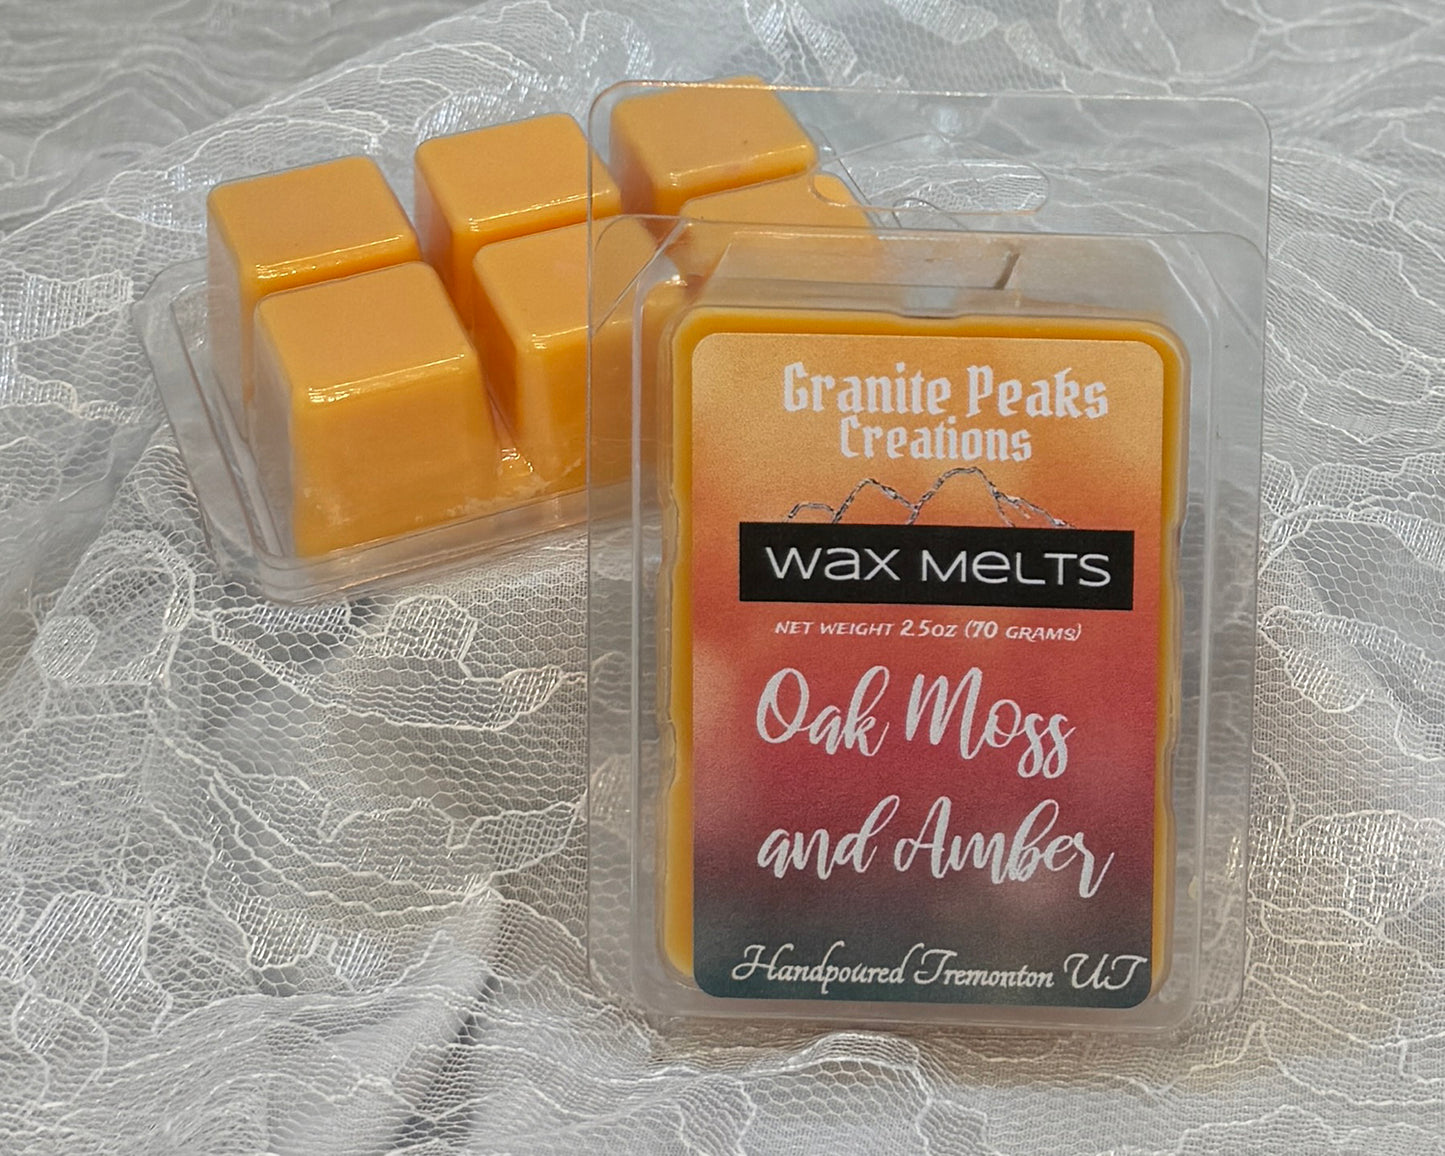 Granite Peaks
Creations
WAX MELTS
NET WEIGHT 2.5OZ (70 GRAMS)
Oak Moss
and Amber
Handpoured Tremonton UT